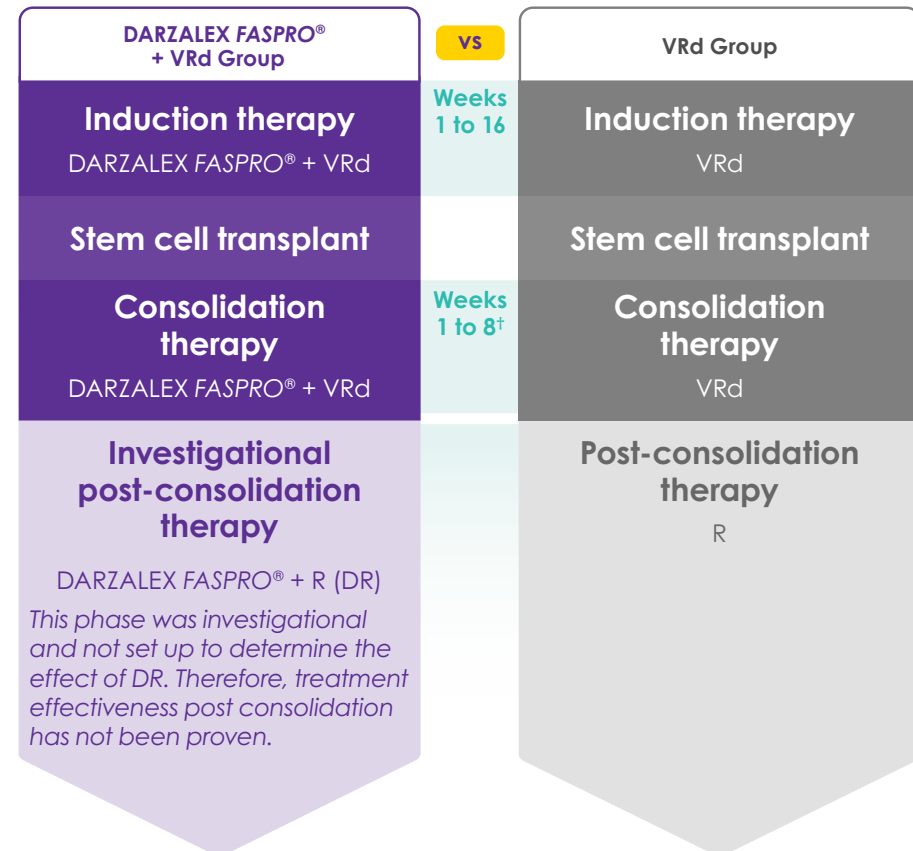 DARZALEX FASPRO®
+ VRd Group
vs
VRd Group
Induction therapy
DARZALEX FASPRO® + VRd
Weeks
1 to 16
Induction therapy
VRd
Stem cell transplant
Stem cell transplant
Consolidation
therapy
DARZALEX FASPRO® + VRd
Weeks
1 to 8†
Consolidation
therapy
VRd
Investigational
post-consolidation
therapy
DARZALEX FASPRO® + R (DR)
This phase was investigational
and not set up to determine the
effect of DR. Therefore, treatment
effectiveness post consolidation
has not been proven.
Post-consolidation
therapy
R